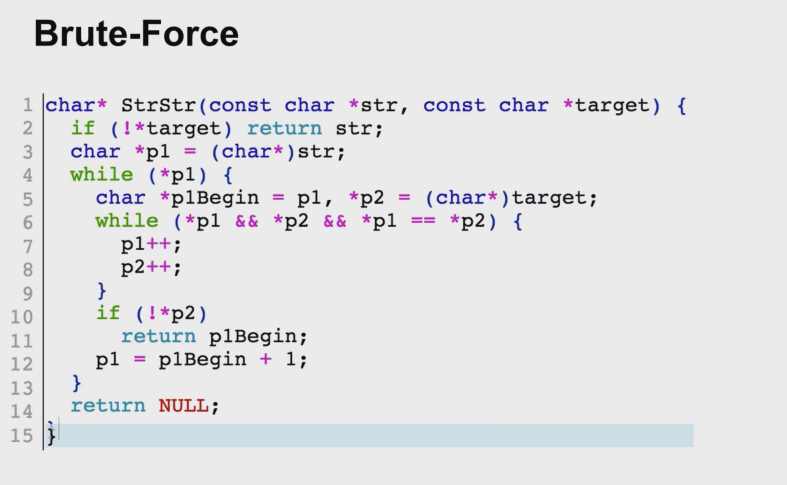 Brute-Force
1 char* StrStr(const char *str, const char *target) {
2   if (!*target) return str;
3   char *p1 = (char*)str;
4   while (*p1) {
5     char *p1Begin = p1, *p2 = (char*)target;
6     while (*p1 && *p2 && *p1 == *p2) {
7       p1++;
8       p2++;
9     }
10     if (!*p2)
11       return p1Begin;
12     p1 = p1Begin + 1;
13   }
14   return NULL;
15 }